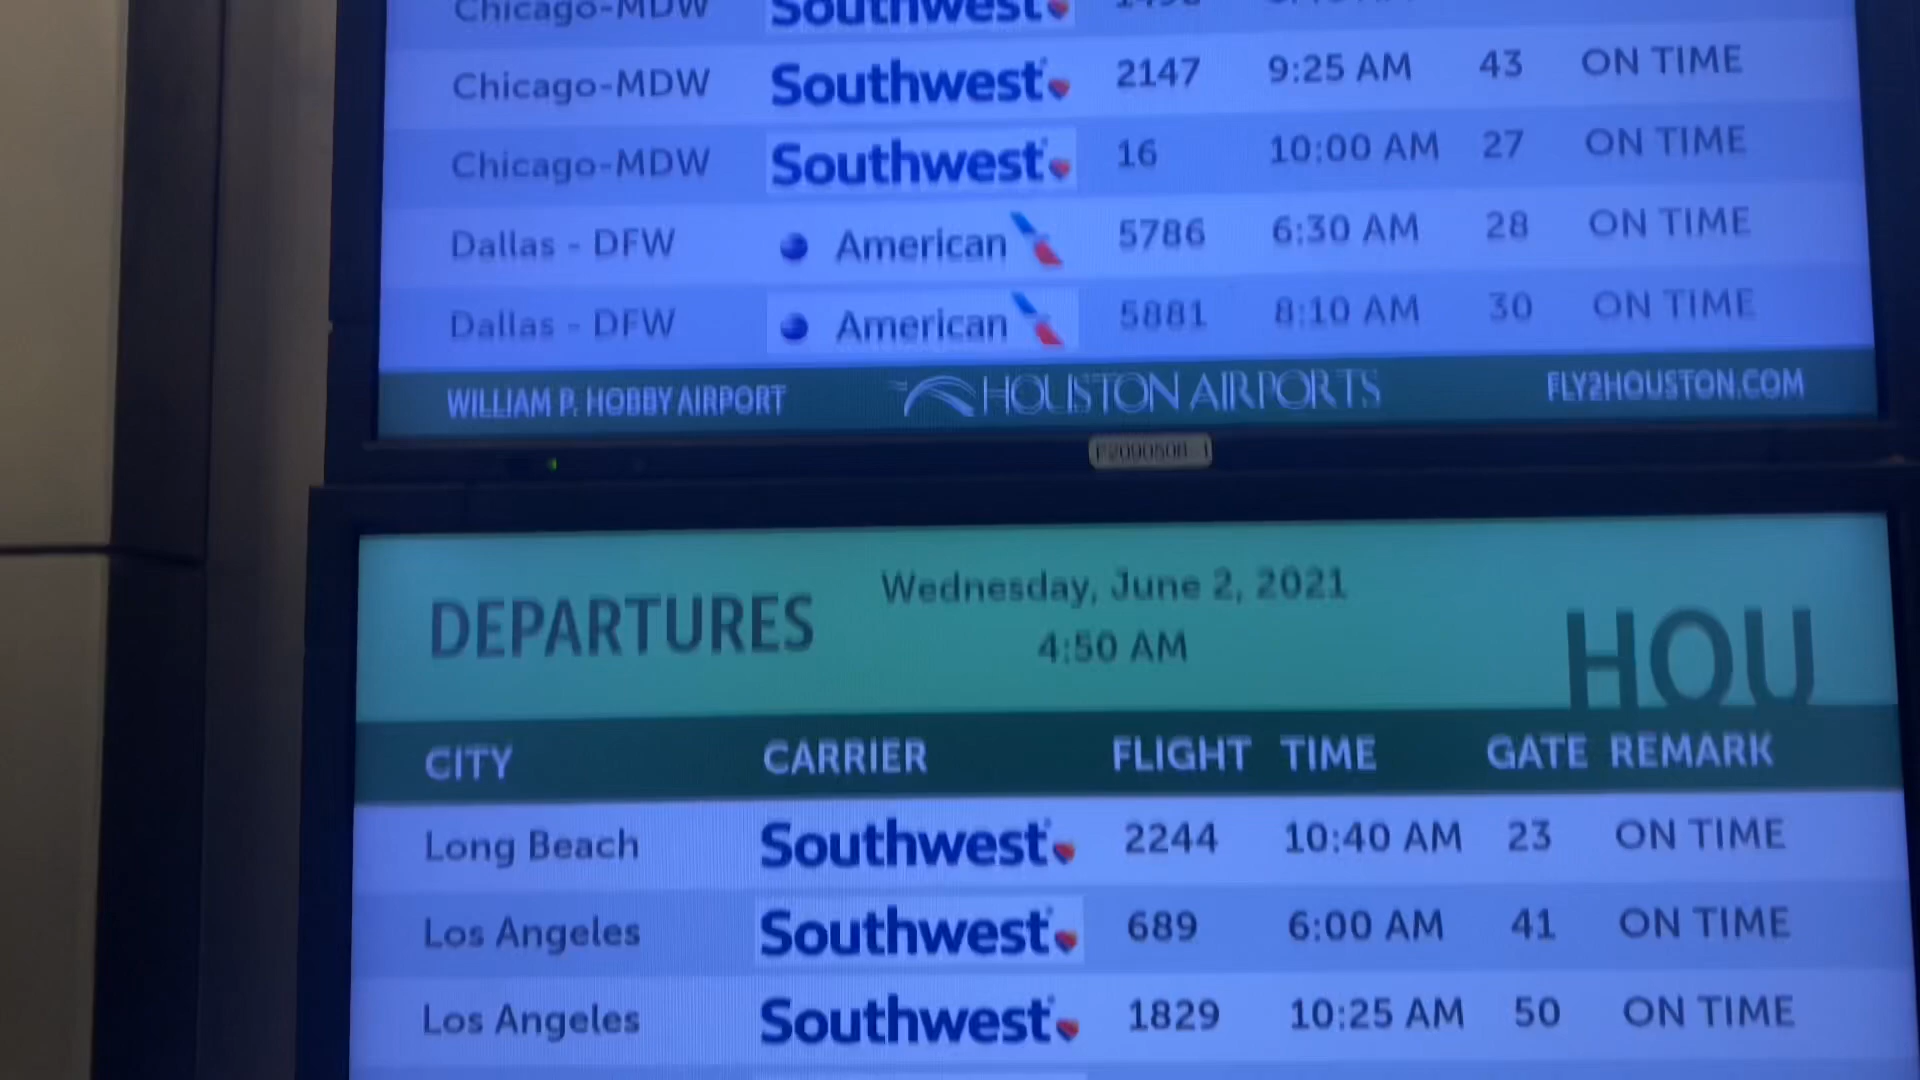 Chicago-MDW Southwest
Chicago-MDW Southwest 2147 9:25 AM 43 ON TIME
Chicago-MDW Southwest 16 10:00 AM 27 ON TIME
Dallas - DFW American 5786 6:30 AM 28 ON TIME
Dallas - DFW American 5881 8:10 AM 30 ON TIME
WILLIAM P. HOBBY AIRPORT HOUSTON AIRPORTS FLY2HOUSTON.COM
DEPARTURES Wednesday, June 2, 2021
4:50 AM HOU
CITY CARRIER FLIGHT TIME GATE REMARK
Long Beach Southwest 2244 10:40 AM 23 ON TIME
Los Angeles Southwest 689 6:00 AM 41 ON TIME
Los Angeles Southwest 1829 10:25 AM 50 ON TIME